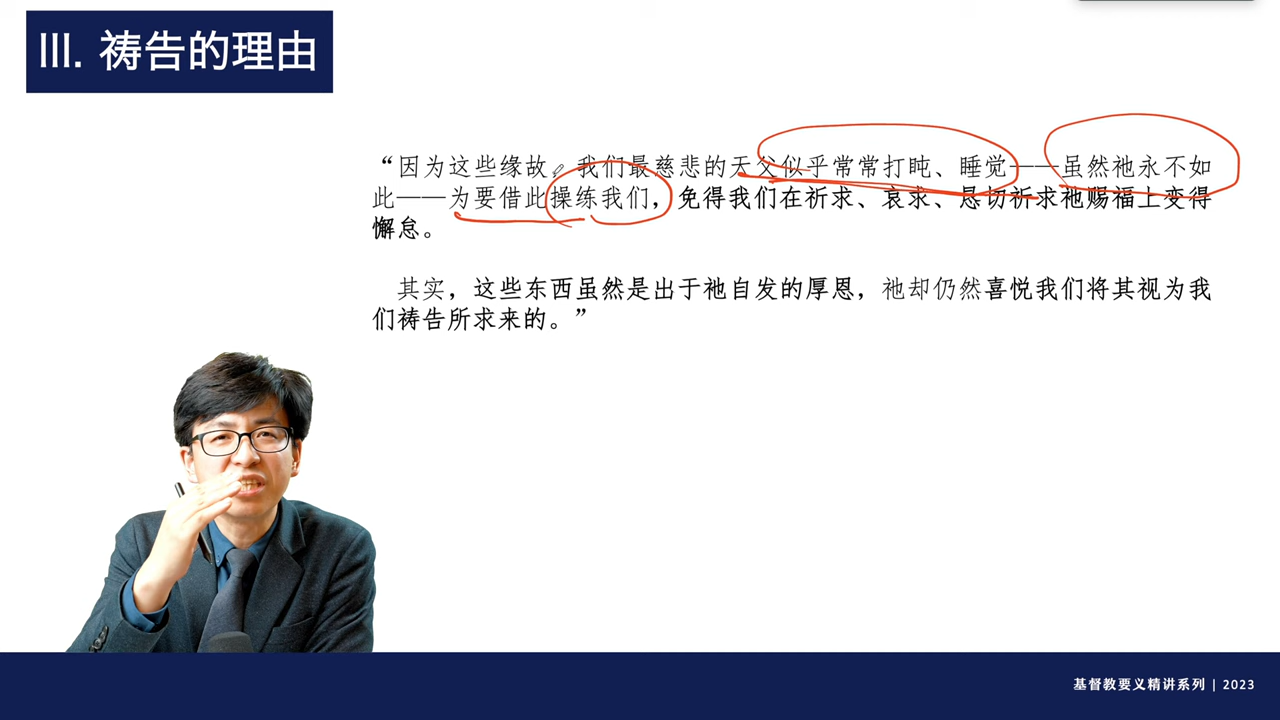 III. 祷告的理由
“因为这些缘故，我们最慈悲的天父似乎常常打盹、睡觉——虽然祂永不如
此——为要借此操练我们，免得我们在祈求、哀求、恳切祈求祂赐福上变得
懈怠。
其实，这些东西虽然是出于祂自发的厚恩，祂却仍然喜悦我们将其视为我
们祷告所求来的。”
基督教要义精讲系列 | 2023